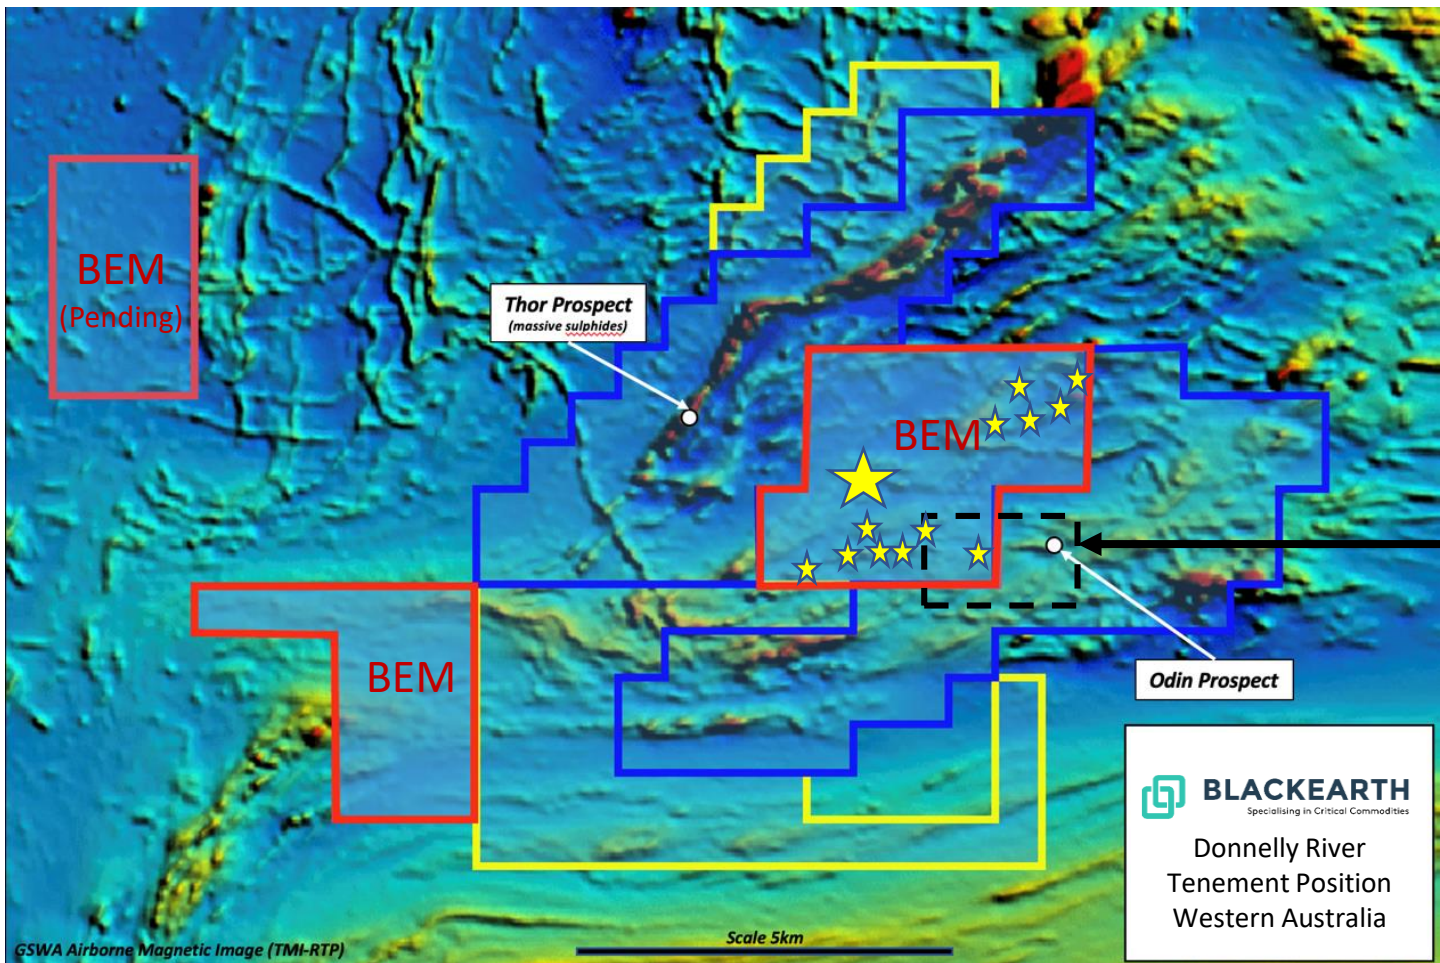 BEM
(Pending)
Thor Prospect
(massive sulphides)
BEM
BEM
Odin Prospect
BLACKEARTH
Specialising in Critical Commodities
Donnelly River
Tenement Position
Western Australia
GSWA Airborne Magnetic Image (TMI-RTP)
Scale 5km